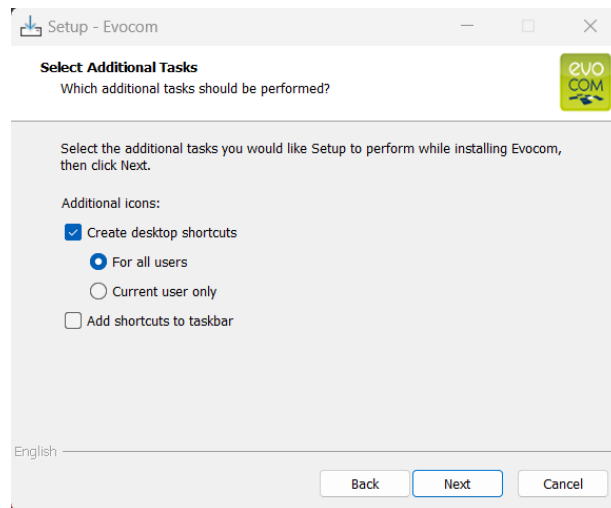 Setup - Evocom
Select Additional Tasks
Which additional tasks should be performed?
evo
COM
Select the additional tasks you would like Setup to perform while installing Evocom,
then click Next.
Additional icons:
Create desktop shortcuts
For all users
Current user only
Add shortcuts to taskbar
English
Back
Next
Cancel